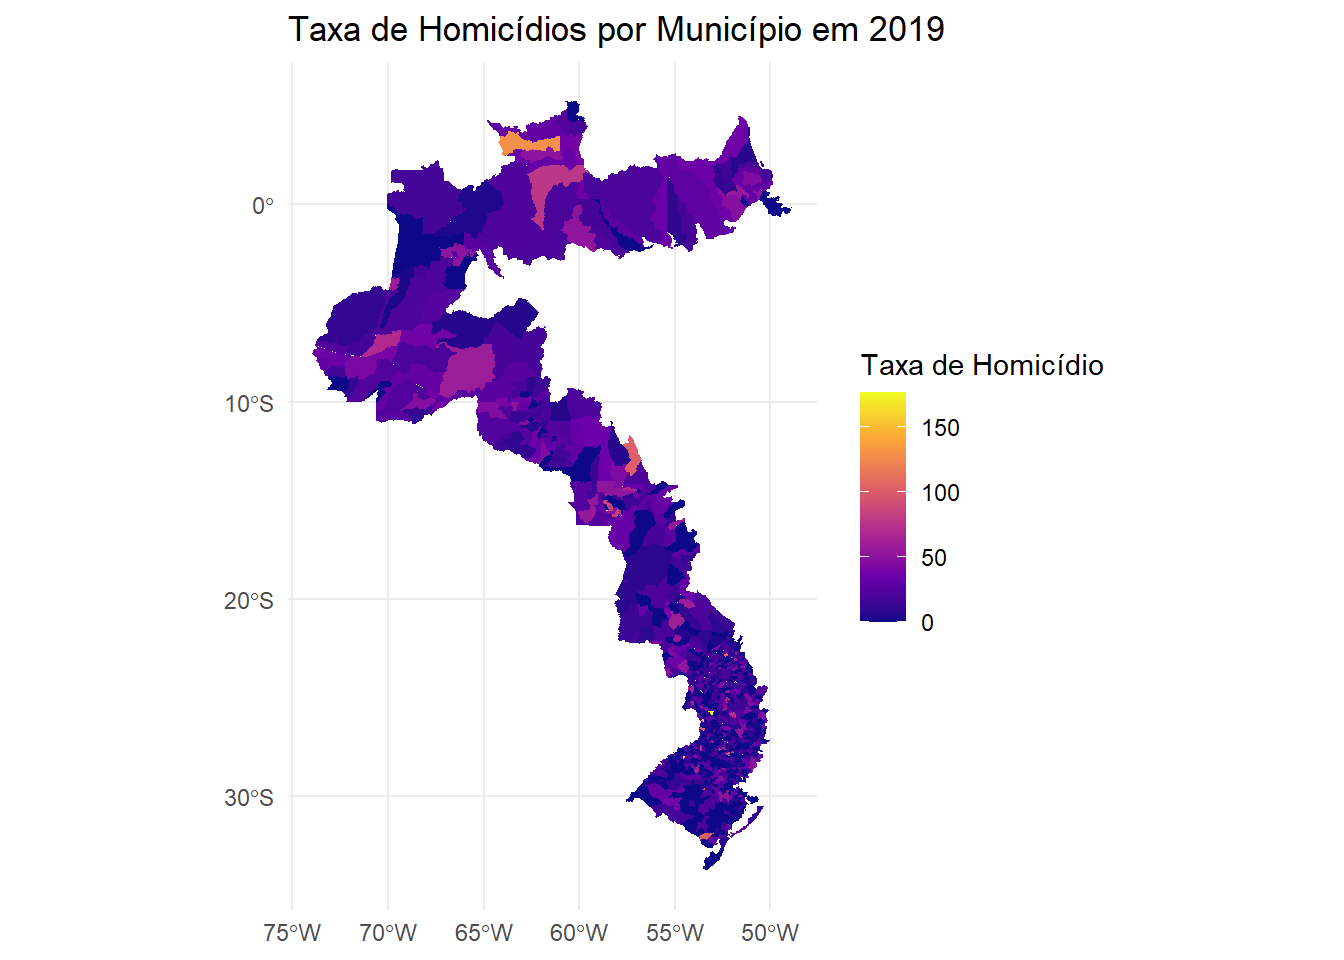 Taxa de Homicídios por Município em 2019
0°
10°S
20°S
30°S
75°W 70°W 65°W 60°W 55°W 50°W
Taxa de Homicídio
150
100
50
0